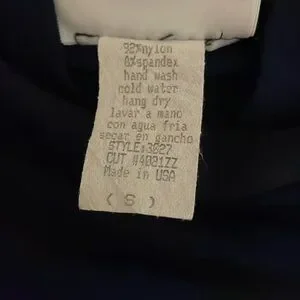 92%nylon
8%spandex
hand wash
cold water
hang dry
lavar a mano
con agua fria
secar en gancho
STYLE:3827
CUT #4021ZZ
Made in USA
( S )